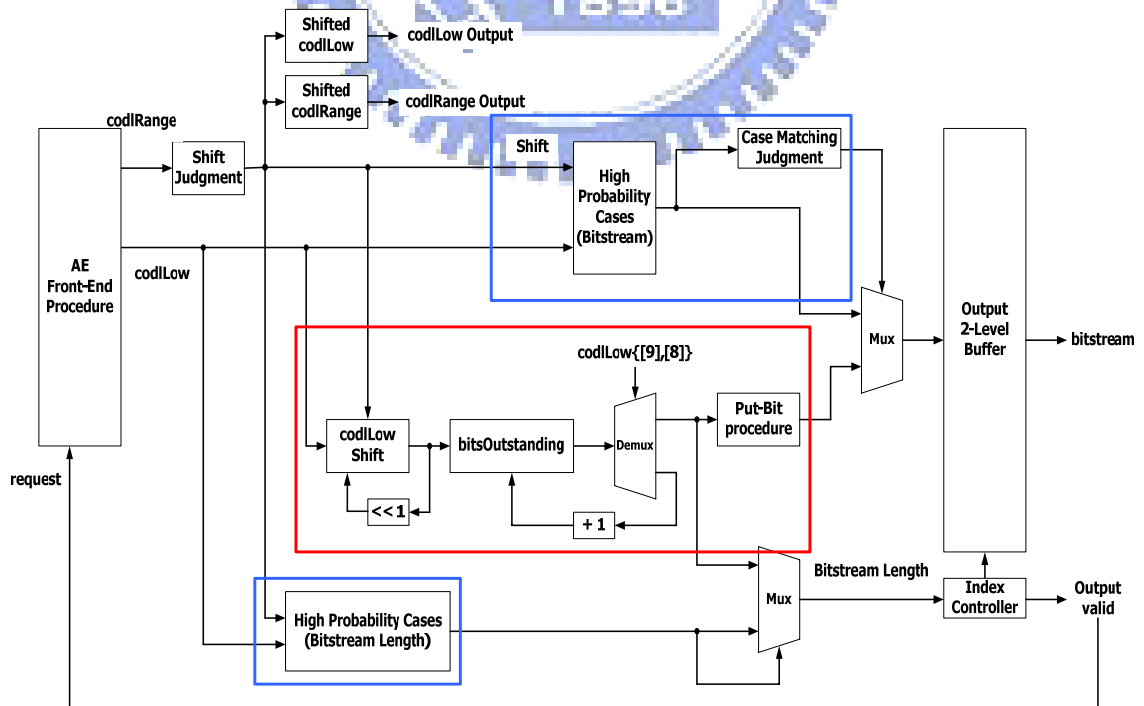 1896
Shifted
codlLow
codlLow Output
Shifted
codlRange
codlRange Output
codlRange
Shift
Judgment
Shift
High
Probability
Cases
(Bitstream)
Case Matching
Judgment
AE
Front-End
Procedure
codlLow
Output
2-Level
Buffer
Mux
bitstream
codlLow{[9],[8]}
codlLow
Shift
bitsOutstanding
Demux
Put-Bit
procedure
request
<<1
+ 1
High Probability Cases
(Bitstream Length)
Mux
Bitstream Length
Index
Controller
Output
valid